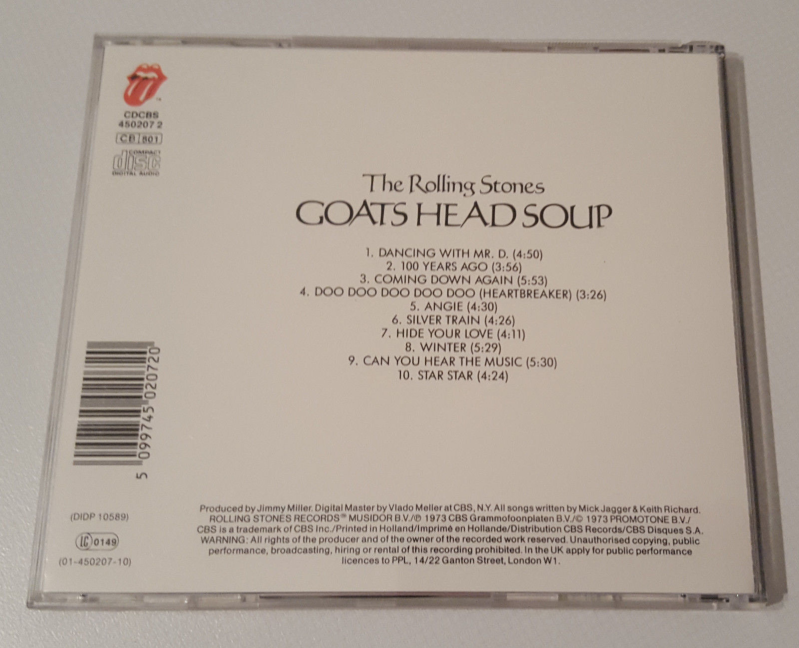 CDCBS
450207 2
CB 501
COMPACT
disc
DIGITAL AUDIO
The Rolling Stones
GOATS HEAD SOUP
1. DANCING WITH MR. D. (4:50)
2. 100 YEARS AGO (3:56)
3. COMING DOWN AGAIN (5:53)
4. DOO DOO DOO DOO DOO (HEARTBREAKER) (3:26)
5. ANGIE (4:30)
6. SILVER TRAIN (4:26)
7. HIDE YOUR LOVE (4:11)
8. WINTER (5:29)
9. CAN YOU HEAR THE MUSIC (5:30)
10. STAR STAR (4:24)
5 099745 020720
(DIDP 10589)
LC 0149
(01-450207-10)
Produced by Jimmy Miller. Digital Master by Vlado Meller at CBS, N.Y. All songs written by Mick Jagger & Keith Richard.
ROLLING STONES RECORDS™ MUSIDOR B.V./℗ 1973 CBS Grammofoonplaten B.V./© 1973 PROMOTONE B.V./
CBS is a trademark of CBS Inc./Printed in Holland/Imprimé en Hollande/Distribution CBS Records/CBS Disques S.A.
WARNING: All rights of the producer and of the owner of the recorded work reserved. Unauthorised copying, public
performance, broadcasting, hiring or rental of this recording prohibited. In the UK apply for public performance
licences to PPL, 14/22 Ganton Street, London W1.